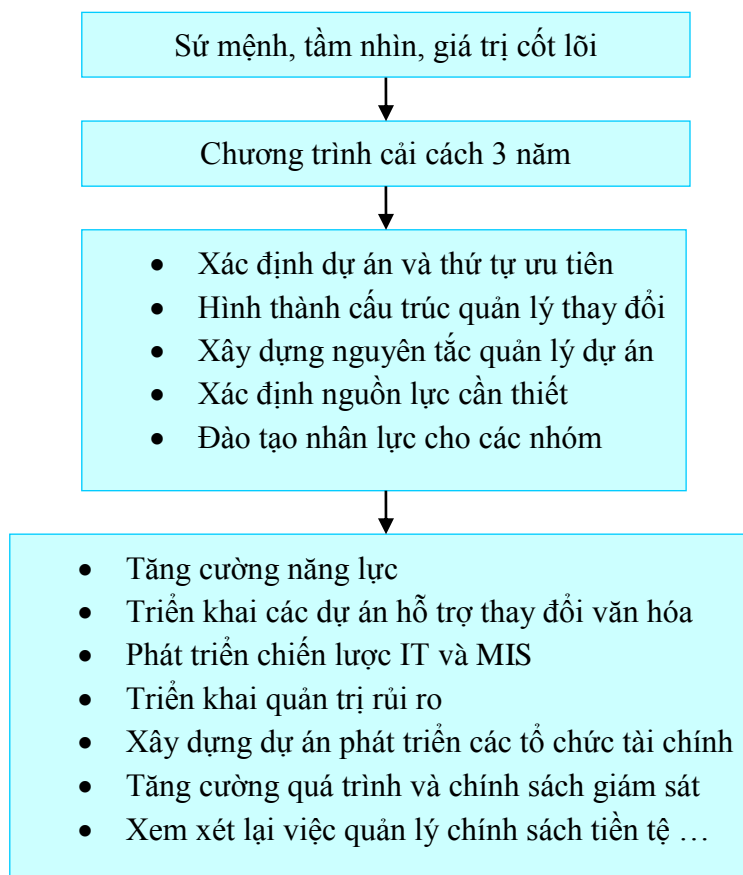 Sứ mệnh, tầm nhìn, giá trị cốt lõi
Chương trình cải cách 3 năm
• Xác định dự án và thứ tự ưu tiên
• Hình thành cấu trúc quản lý thay đổi
• Xây dựng nguyên tắc quản lý dự án
• Xác định nguồn lực cần thiết
• Đào tạo nhân lực cho các nhóm
• Tăng cường năng lực
• Triển khai các dự án hỗ trợ thay đổi văn hóa
• Phát triển chiến lược IT và MIS
• Triển khai quản trị rủi ro
• Xây dựng dự án phát triển các tổ chức tài chính
• Tăng cường quá trình và chính sách giám sát
• Xem xét lại việc quản lý chính sách tiền tệ …